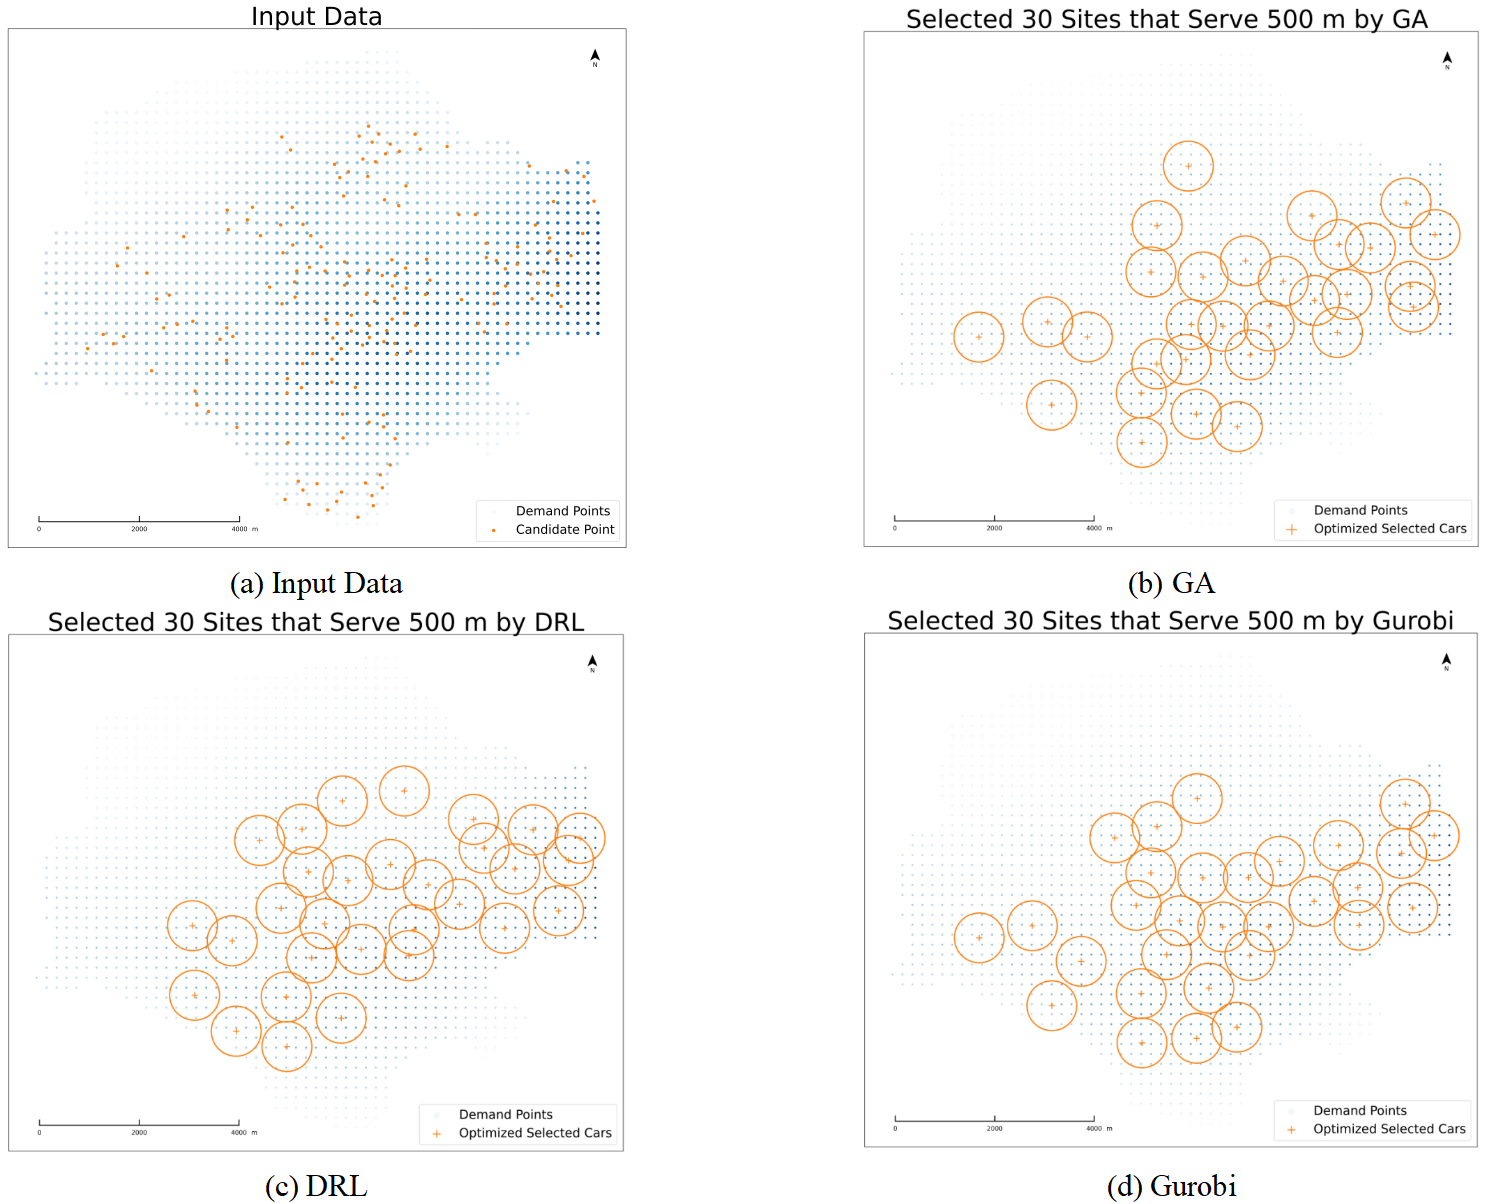 Input Data
N
0 2000 4000 m
Demand Points
Candidate Point
(a) Input Data
Selected 30 Sites that Serve 500 m by GA
N
0 2000 4000 m
Demand Points
Optimized Selected Cars
(b) GA
Selected 30 Sites that Serve 500 m by DRL
N
0 2000 4000 m
Demand Points
Optimized Selected Cars
(c) DRL
Selected 30 Sites that Serve 500 m by Gurobi
N
0 2000 4000 m
Demand Points
Optimized Selected Cars
(d) Gurobi